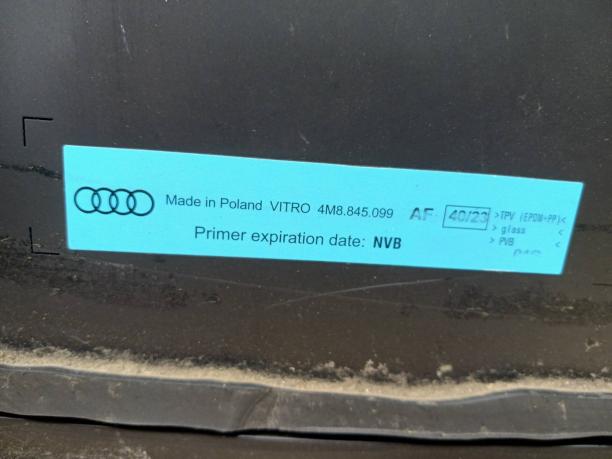 Made in Poland VITRO 4M8.845.099 AF 40/23 >TPV (EPDM-PP)<
> glass <
> PVB <
Primer expiration date: NVB